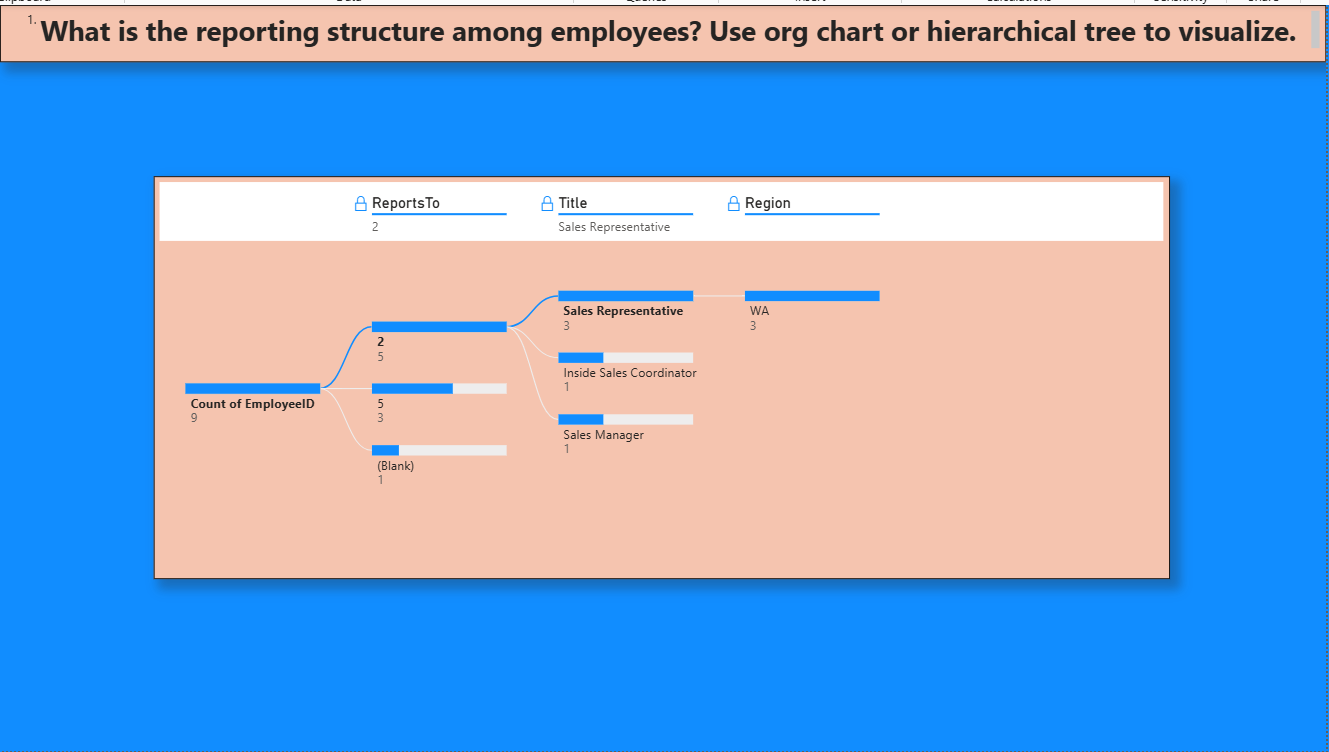 1. What is the reporting structure among employees? Use org chart or hierarchical tree to visualize.
ReportsTo
2
Title
Sales Representative
Region
Count of EmployeeID
9
2
5
5
3
(Blank)
1
Sales Representative
3
Inside Sales Coordinator
1
Sales Manager
1
WA
3